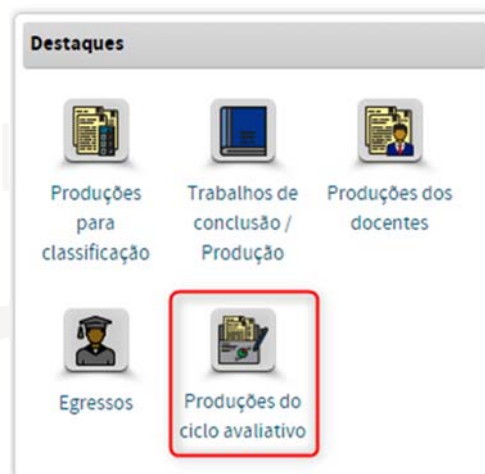 Destaques
Produções
para
classificação
Trabalhos de
conclusão /
Produção
Produções dos
docentes
Egressos
Produções do
ciclo avaliativo